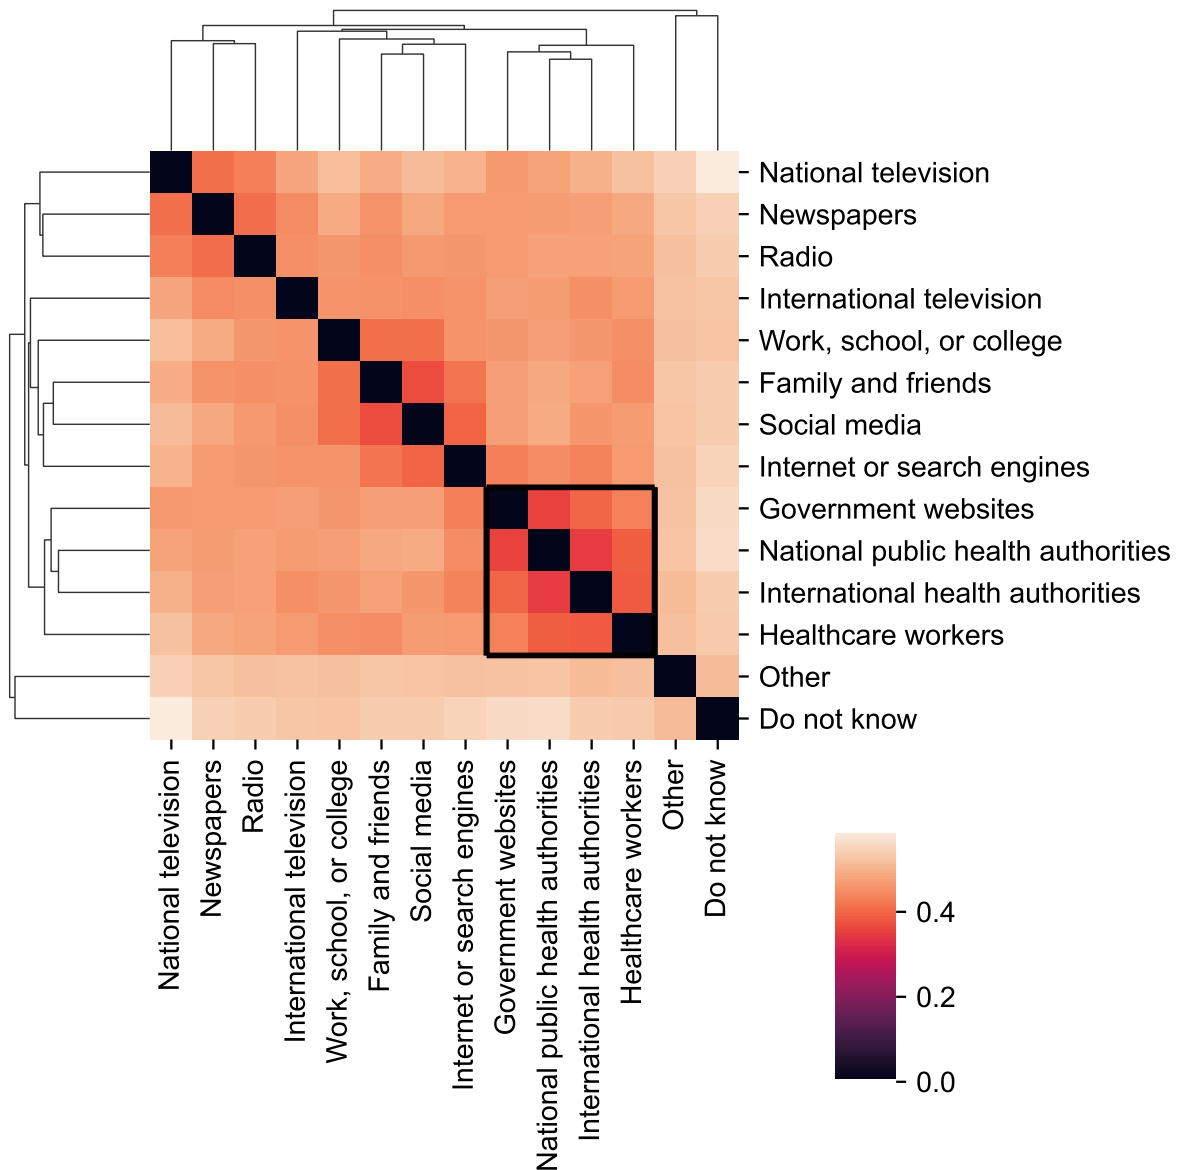 National television
Newspapers
Radio
International television
Work, school, or college
Family and friends
Social media
Internet or search engines
Government websites
National public health authorities
International health authorities
Healthcare workers
Other
Do not know
National television
Newspapers
Radio
International television
Work, school, or college
Family and friends
Social media
Internet or search engines
Government websites
National public health authorities
International health authorities
Healthcare workers
Other
Do not know
0.4
0.2
0.0